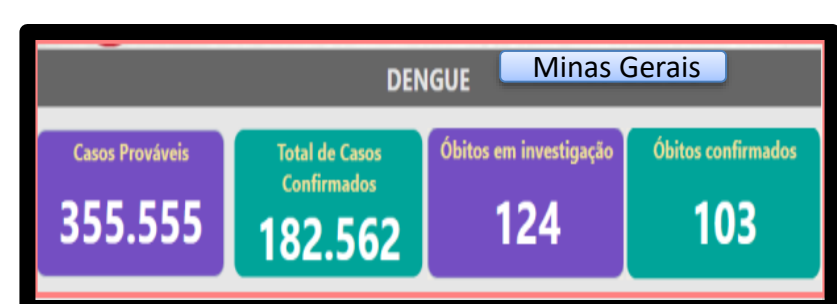 DENGUE
Minas Gerais
Casos Prováveis
355.555
Total de Casos
Confirmados
182.562
Óbitos em investigação
124
Óbitos confirmados
103